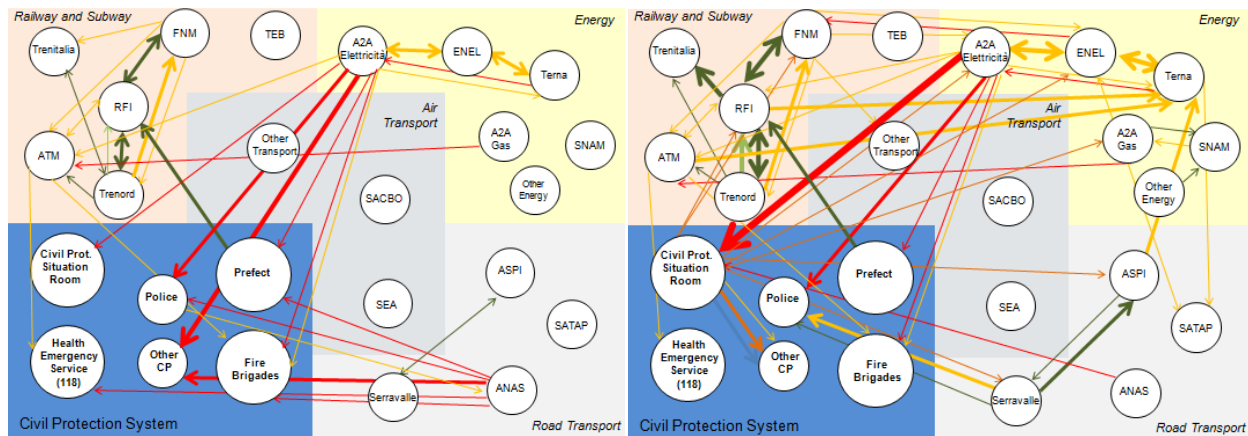 Railway and Subway
Energy
FNM
TEB
A2A
Elettricità
ENEL
Trenitalia
Terna
RFI
Air
Transport
Other
Transport
A2A
Gas
SNAM
ATM
Trenord
Other
Energy
SACBO
Civil Prot.
Situation
Room
Prefect
ASPI
Police
SEA
SATAP
Health
Emergency
Service
(118)
Other
CP
Fire
Brigades
Serravalle
ANAS
Civil Protection System
Road Transport
Railway and Subway
Energy
FNM
TEB
A2A
Elettricità
ENEL
Trenitalia
Terna
RFI
Air
Transport
Other
Transport
A2A
Gas
SNAM
ATM
Trenord
Other
Energy
SACBO
Civil Prot.
Situation
Room
Prefect
ASPI
Police
SEA
SATAP
Health
Emergency
Service
(118)
Other
CP
Fire
Brigades
Serravalle
ANAS
Civil Protection System
Road Transport